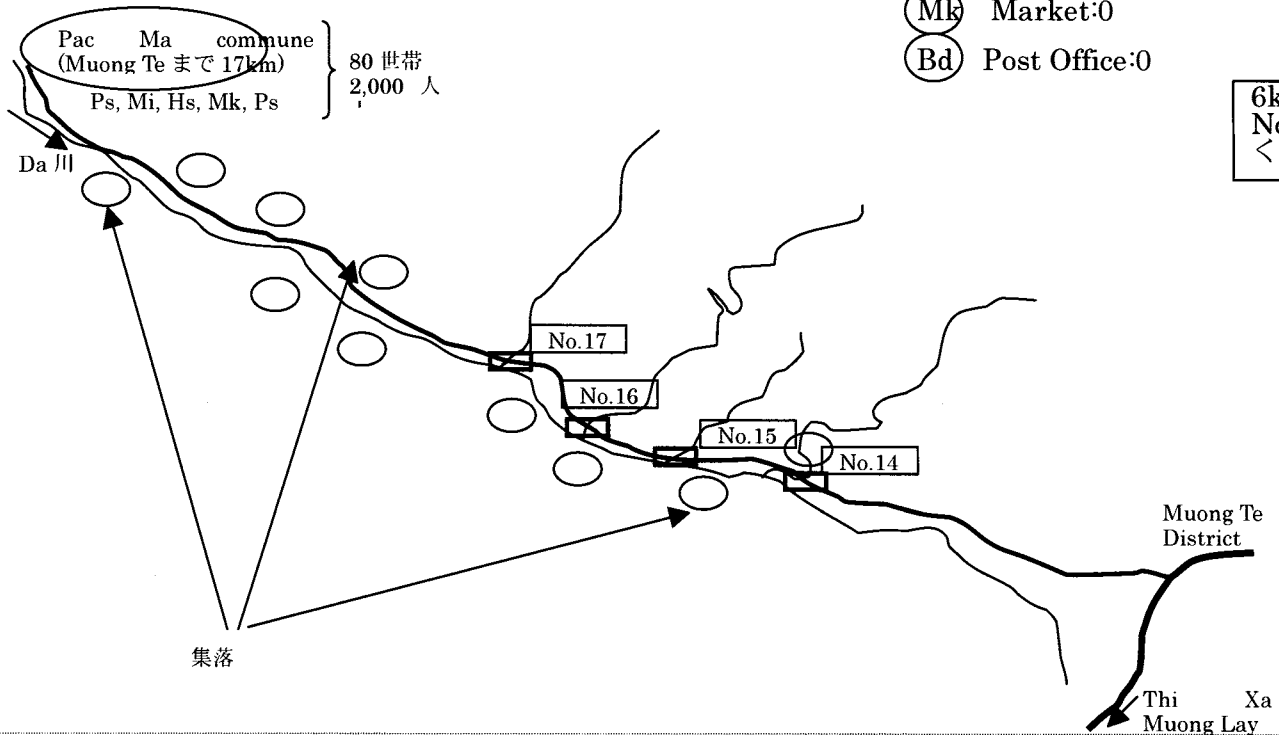 Mk Market:0
Bd Post Office:0
Pac Ma commune
(Muong Te まで 17km)
Ps, Mi, Hs, Mk, Ps
80 世帯
2,000 人
6k
く
Da 川
No.17
No.16
No.15
No.14
Muong Te
District
集落
Thi Xa
Muong Lay